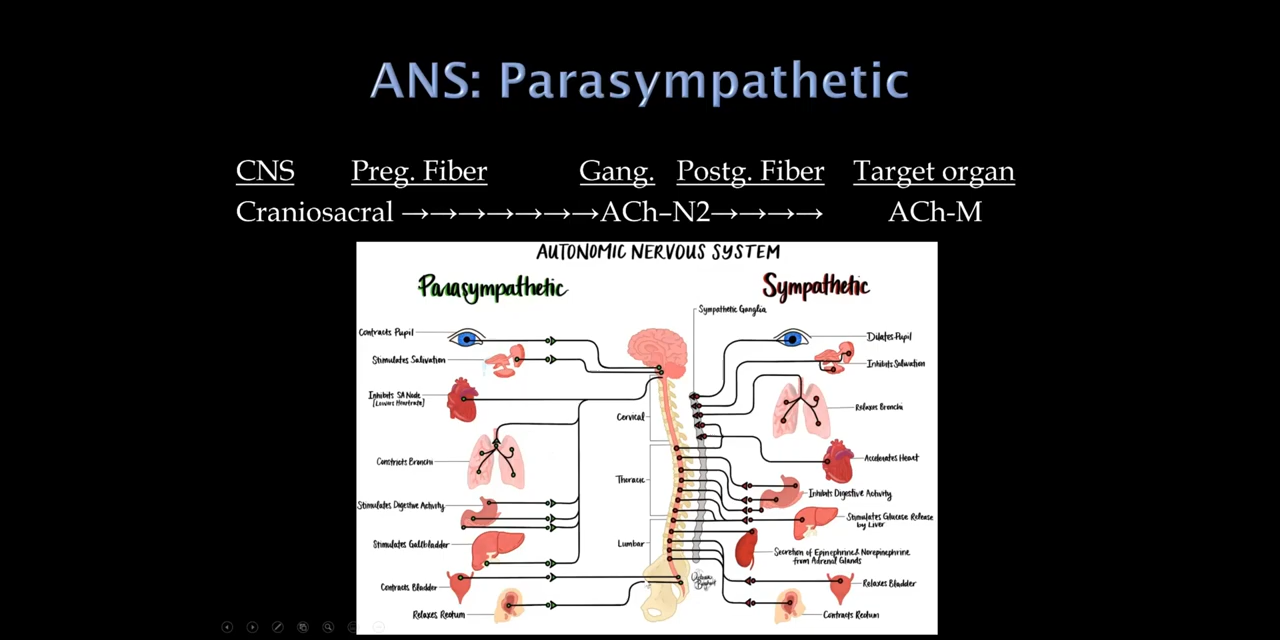 ANS: Parasympathetic
CNS Preg. Fiber Gang. Postg. Fiber Target organ
Craniosacral →→→→→→→ACh–N2→→→→ ACh-M
AUTONOMIC NERVOUS SYSTEM
Parasympathetic
Sympathetic
Sympathetic Ganglia
Contracts Pupil
Stimulates Salivation
Inhibits SA Node
(Lowers Heartrate)
Constricts Bronchi
Stimulates Digestive Activity
Stimulates Gallbladder
Contracts Bladder
Relaxes Rectum
Cervical
Thoracic
Lumbar
Dilates Pupil
Inhibits Salivation
Relaxes Bronchi
Accelerates Heart
Inhibits Digestive Activity
Stimulates Glucose Release
by Liver
Secretion of Epinephrine & Norepinephrine
from Adrenal Glands
Relaxes Bladder
Contracts Rectum